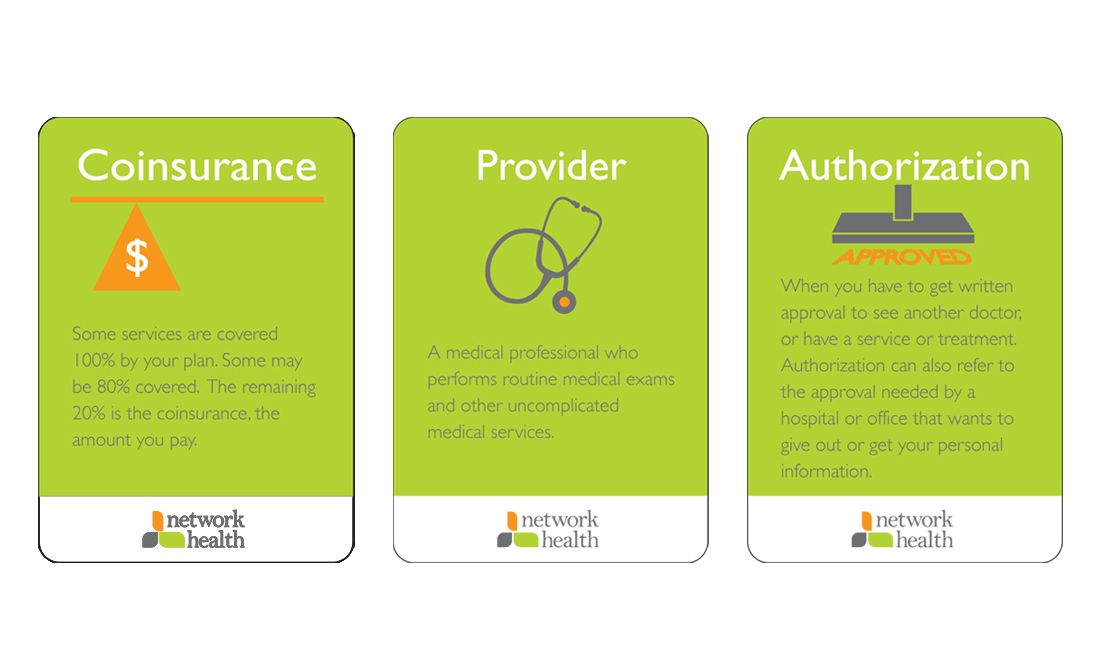 Coinsurance
$
Some services are covered
100% by your plan. Some may
be 80% covered. The remaining
20% is the coinsurance, the
amount you pay.
network
health
Provider
A medical professional who
performs routine medical exams
and other uncomplicated
medical services.
network
health
Authorization
APPROVED
When you have to get written
approval to see another doctor,
or have a service or treatment.
Authorization can also refer to
the approval needed by a
hospital or office that wants to
give out or get your personal
information.
network
health